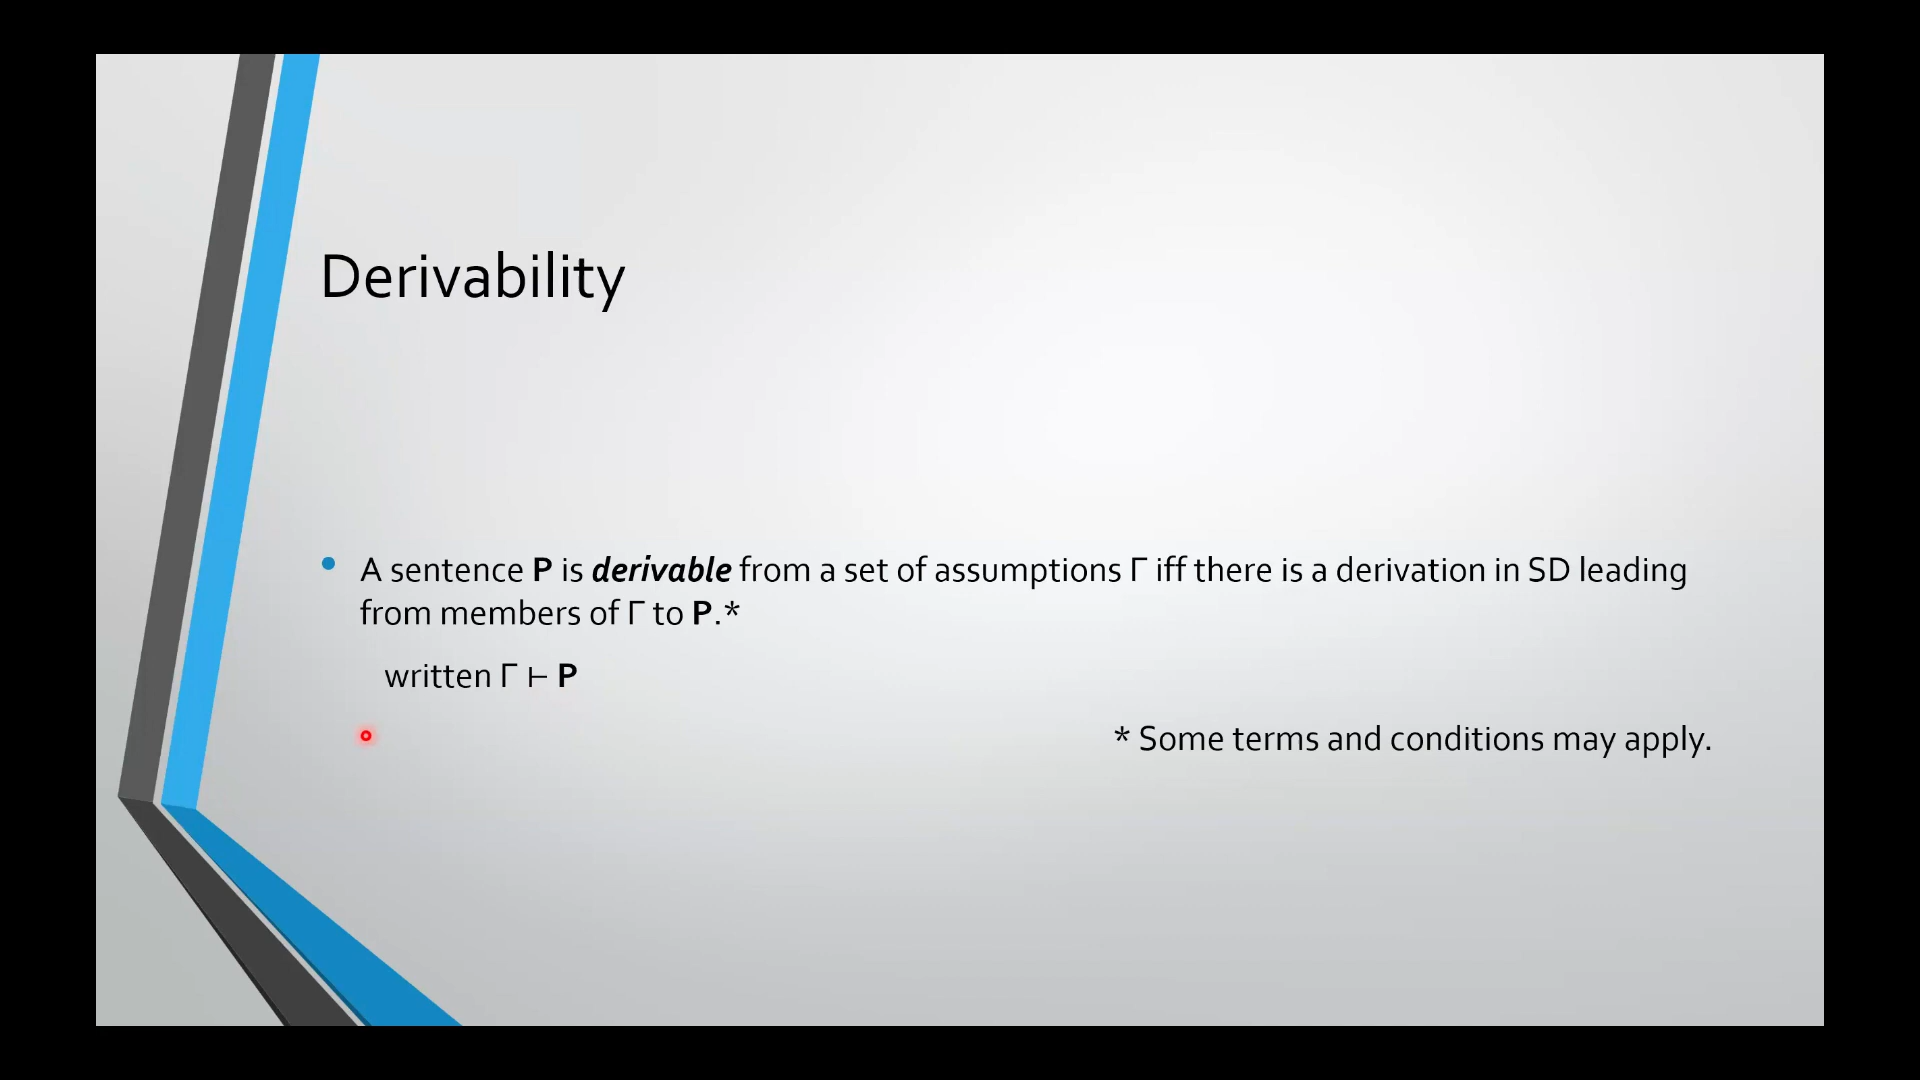 Derivability
A sentence P is derivable from a set of assumptions Γ iff there is a derivation in SD leading
from members of Γ to P.*
written Γ ⊢ P
* Some terms and conditions may apply.